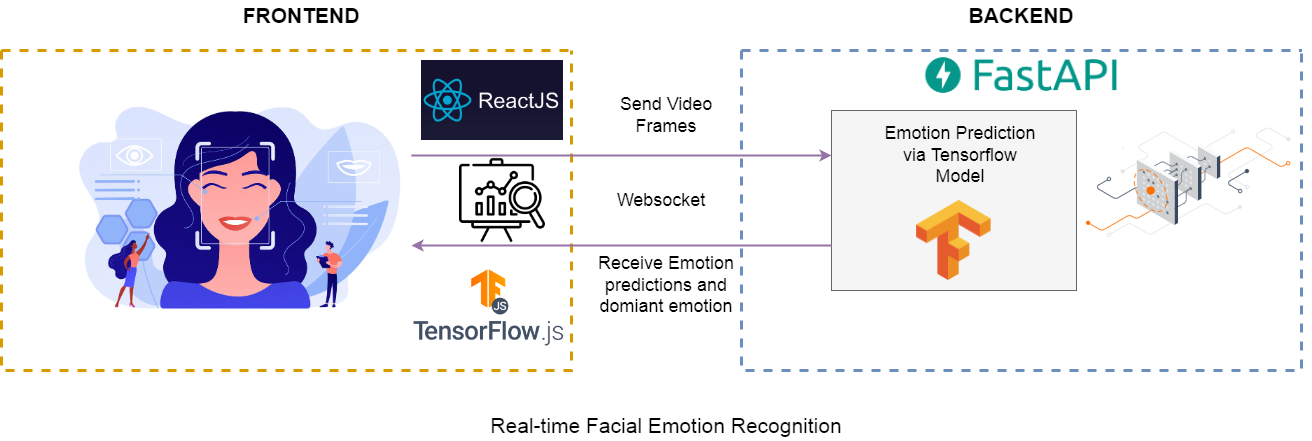 FRONTEND
BACKEND
ReactJS
Send Video
Frames
Websocket
Receive Emotion
predictions and
domiant emotion
JS
TensorFlow.js
FastAPI
Emotion Prediction
via Tensorflow
Model
Real-time Facial Emotion Recognition